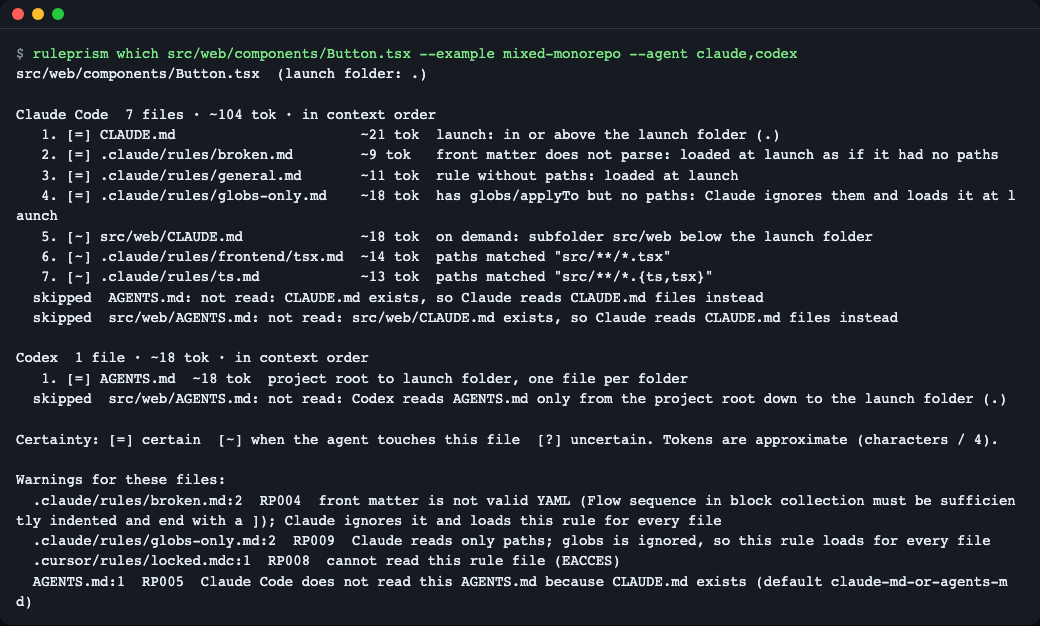 $ ruleprism which src/web/components/Button.tsx --example mixed-monorepo --agent claude,codex
src/web/components/Button.tsx  (launch folder: .)
Claude Code  7 files · ~104 tok · in context order
1. [=] CLAUDE.md                      ~21 tok  launch: in or above the launch folder (.)
2. [=] .claude/rules/broken.md        ~9 tok   front matter does not parse: loaded at launch as if it had no paths
3. [=] .claude/rules/general.md       ~11 tok  rule without paths: loaded at launch
4. [=] .claude/rules/globs-only.md    ~18 tok  has globs/applyTo but no paths: Claude ignores them and loads it at l
aunch
5. [~] src/web/CLAUDE.md              ~18 tok  on demand: subfolder src/web below the launch folder
6. [~] .claude/rules/frontend/tsx.md  ~14 tok  paths matched "src/**/*.tsx"
7. [~] .claude/rules/ts.md            ~13 tok  paths matched "src/**/*.{ts,tsx}"
skipped  AGENTS.md: not read: CLAUDE.md exists, so Claude reads CLAUDE.md files instead
skipped  src/web/AGENTS.md: not read: src/web/CLAUDE.md exists, so Claude reads CLAUDE.md files instead
Codex  1 file · ~18 tok · in context order
1. [=] AGENTS.md  ~18 tok  project root to launch folder, one file per folder
skipped  src/web/AGENTS.md: not read: Codex reads AGENTS.md only from the project root down to the launch folder (.)
Certainty: [=] certain  [~] when the agent touches this file  [?] uncertain. Tokens are approximate (characters / 4).
Warnings for these files:
.claude/rules/broken.md:2  RP004  front matter is not valid YAML (Flow sequence in block collection must be sufficien
tly indented and end with a ]); Claude ignores it and loads this rule for every file
.claude/rules/globs-only.md:2  RP009  Claude reads only paths; globs is ignored, so this rule loads for every file
.cursor/rules/locked.mdc:1  RP008  cannot read this rule file (EACCES)
AGENTS.md:1  RP005  Claude Code does not read this AGENTS.md because CLAUDE.md exists (default claude-md-or-agents-m
d)